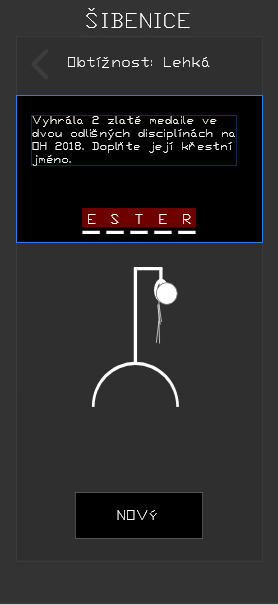 ŠIBENICE
Obtížnost: Lehká
Vyhrála 2 zlaté medaile ve
dvou odlišných disciplínách na
OH 2018. Doplňte její křestní
jméno.
E S T E R
NOVÝ